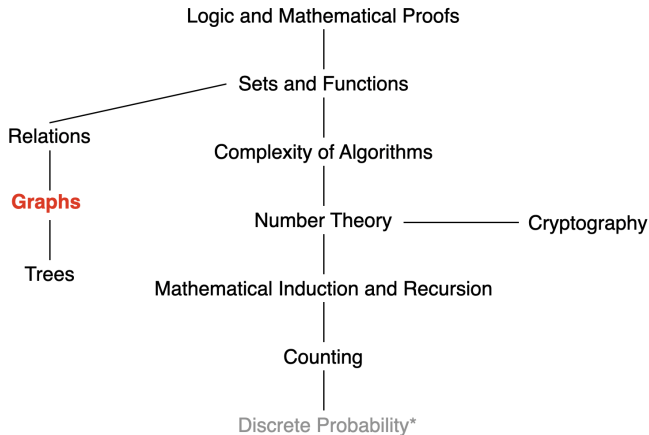 Logic and Mathematical Proofs
Sets and Functions
Relations
Complexity of Algorithms
Graphs
Number Theory
Cryptography
Trees
Mathematical Induction and Recursion
Counting
Discrete Probability*